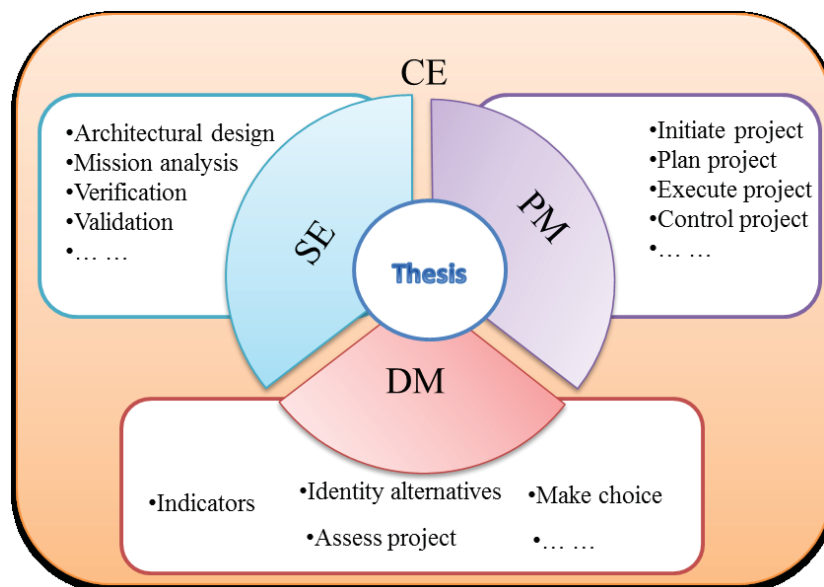 CE
•Architectural design
•Mission analysis
•Verification
•Validation
•… …
SE
PM
•Initiate project
•Plan project
•Execute project
•Control project
•… …
Thesis
DM
•Indicators
•Identity alternatives
•Make choice
•Assess project
•… …